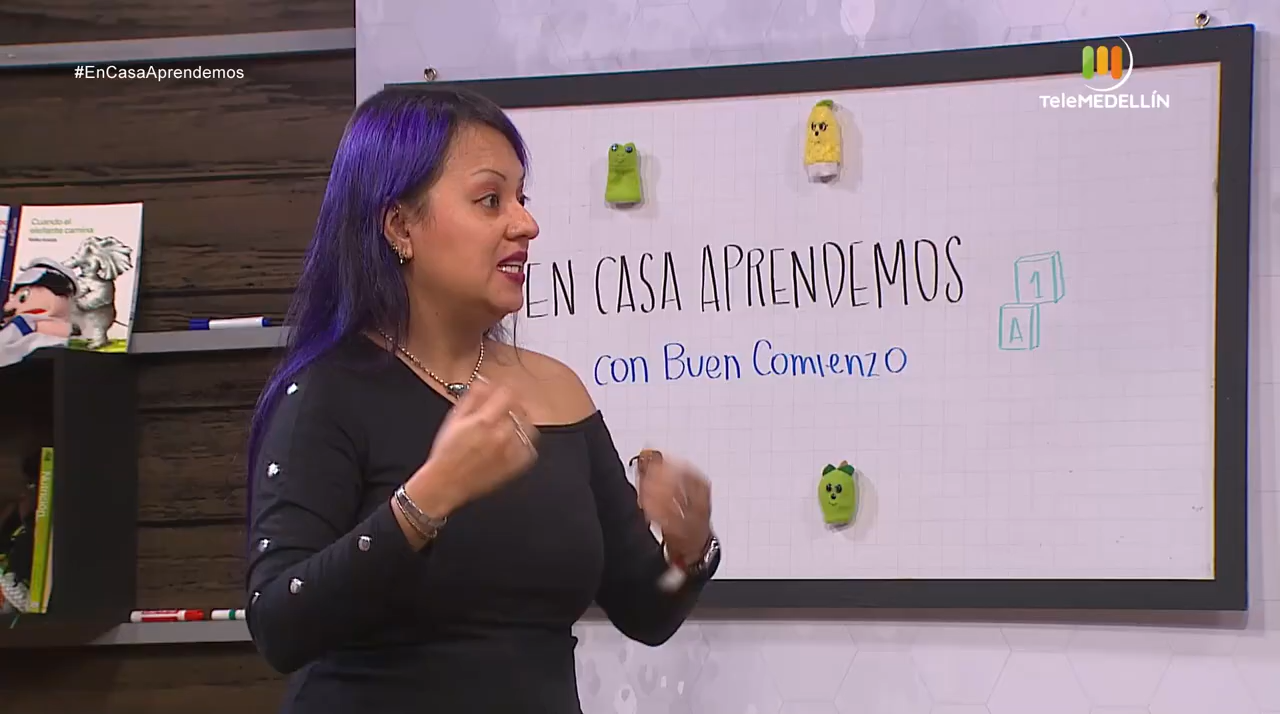 #EnCasaAprendemos
TeleMEDELLÍN
Cuando el
elefante camina
EN CASA APRENDEMOS
1
A
con Buen Comienzo